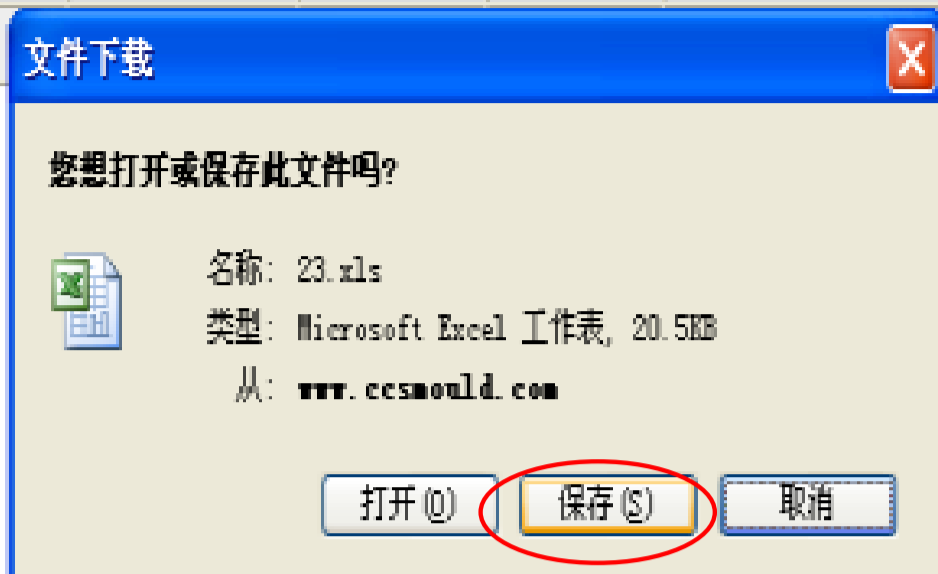 文件下载
您想打开或保存此文件吗?
名称: 23.xls
类型: Microsoft Excel 工作表, 20.5KB
从: www.ccsmould.com
打开(O) 保存(S) 取消